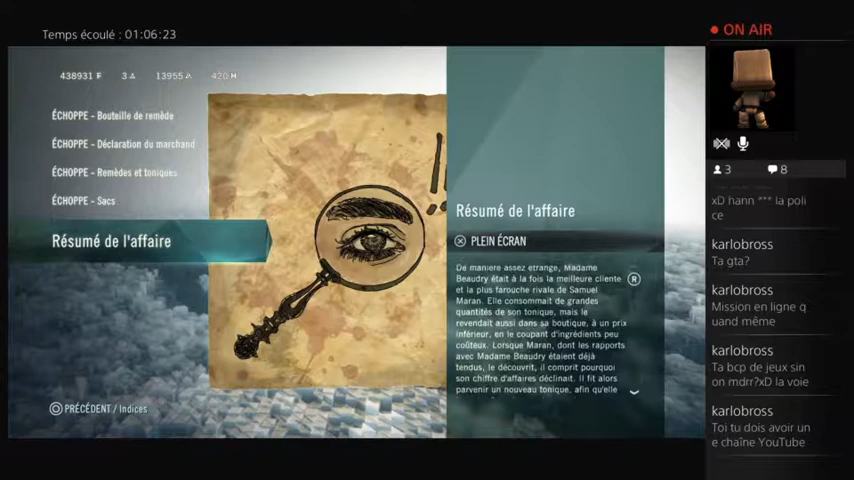 Temps écoulé : 01:06:23
ON AIR
438931 F 3 13955 420
ÉCHOPPE - Bouteille de remède
ÉCHOPPE - Déclaration du marchand
ÉCHOPPE - Remèdes et toniques
ÉCHOPPE - Sacs
Résumé de l'affaire
PRÉCÉDENT / Indices
Résumé de l'affaire
PLEIN ÉCRAN
De manière assez étrange, Madame
Beaudry était à la fois la meilleure cliente
et la plus farouche rivale de Samuel
Maran. Elle consommait de grandes
quantités de son tonique, mais le
revendait aussi dans sa boutique, à un prix
inférieur, en le coupant d'ingrédients peu
coûteux. Lorsque Maran, dont les rapports
avec Madame Beaudry étaient déjà
tendus, le découvrit, il comprit pourquoi
son chiffre d'affaires déclinait. Il fit alors
parvenir un nouveau tonique, afin qu'elle
R
3 8
xD hann *** la poli
ce
karlobross
Ta gta?
karlobross
Mission en ligne q
uand même
karlobross
Ta bcp de jeux sin
on mdrr?xD la voie
karlobross
Toi tu dois avoir un
e chaîne YouTube